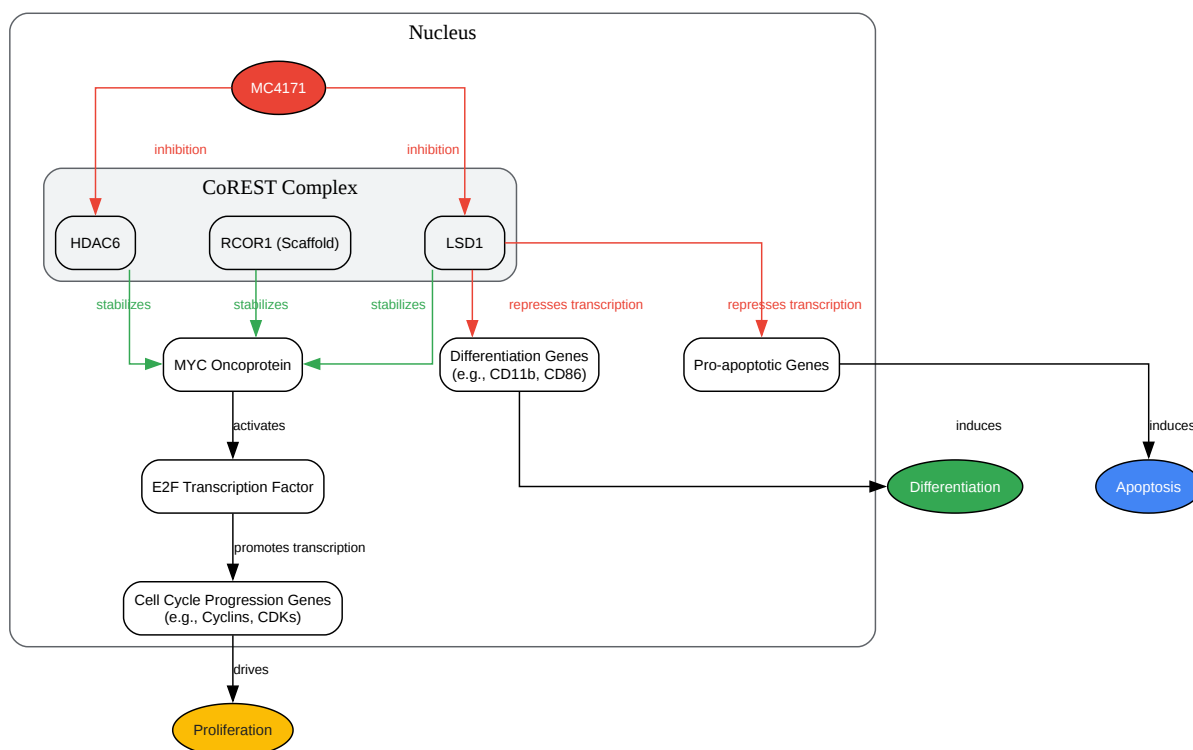 Nucleus
MC4171
inhibition
inhibition
CoREST Complex
HDAC6
RCOR1 (Scaffold)
LSD1
stabilizes
stabilizes
stabilizes
represses transcription
represses transcription
MYC Oncoprotein
Differentiation Genes
(e.g., CD11b, CD86)
Pro-apoptotic Genes
activates
induces
induces
E2F Transcription Factor
Differentiation
Apoptosis
promotes transcription
Cell Cycle Progression Genes
(e.g., Cyclins, CDKs)
drives
Proliferation